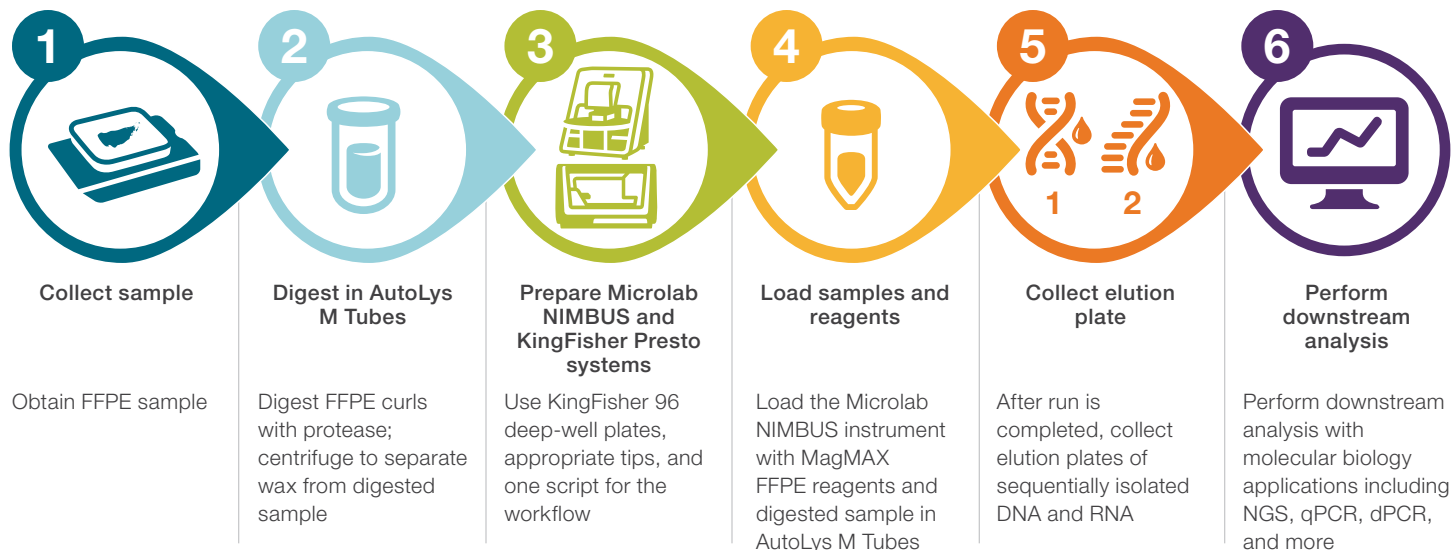 1
Collect sample
Obtain FFPE sample
2
Digest in AutoLys
M Tubes
Digest FFPE curls
with protease;
centrifuge to separate
wax from digested
sample
3
Prepare Microlab
NIMBUS and
KingFisher Presto
systems
Use KingFisher 96
deep-well plates,
appropriate tips, and
one script for the
workflow
4
Load samples and
reagents
Load the Microlab
NIMBUS instrument
with MagMAX
FFPE reagents and
digested sample in
AutoLys M Tubes
5
1 2
Collect elution
plate
After run is
completed, collect
elution plates of
sequentially isolated
DNA and RNA
6
Perform
downstream
analysis
Perform downstream
analysis with
molecular biology
applications including
NGS, qPCR, dPCR,
and more